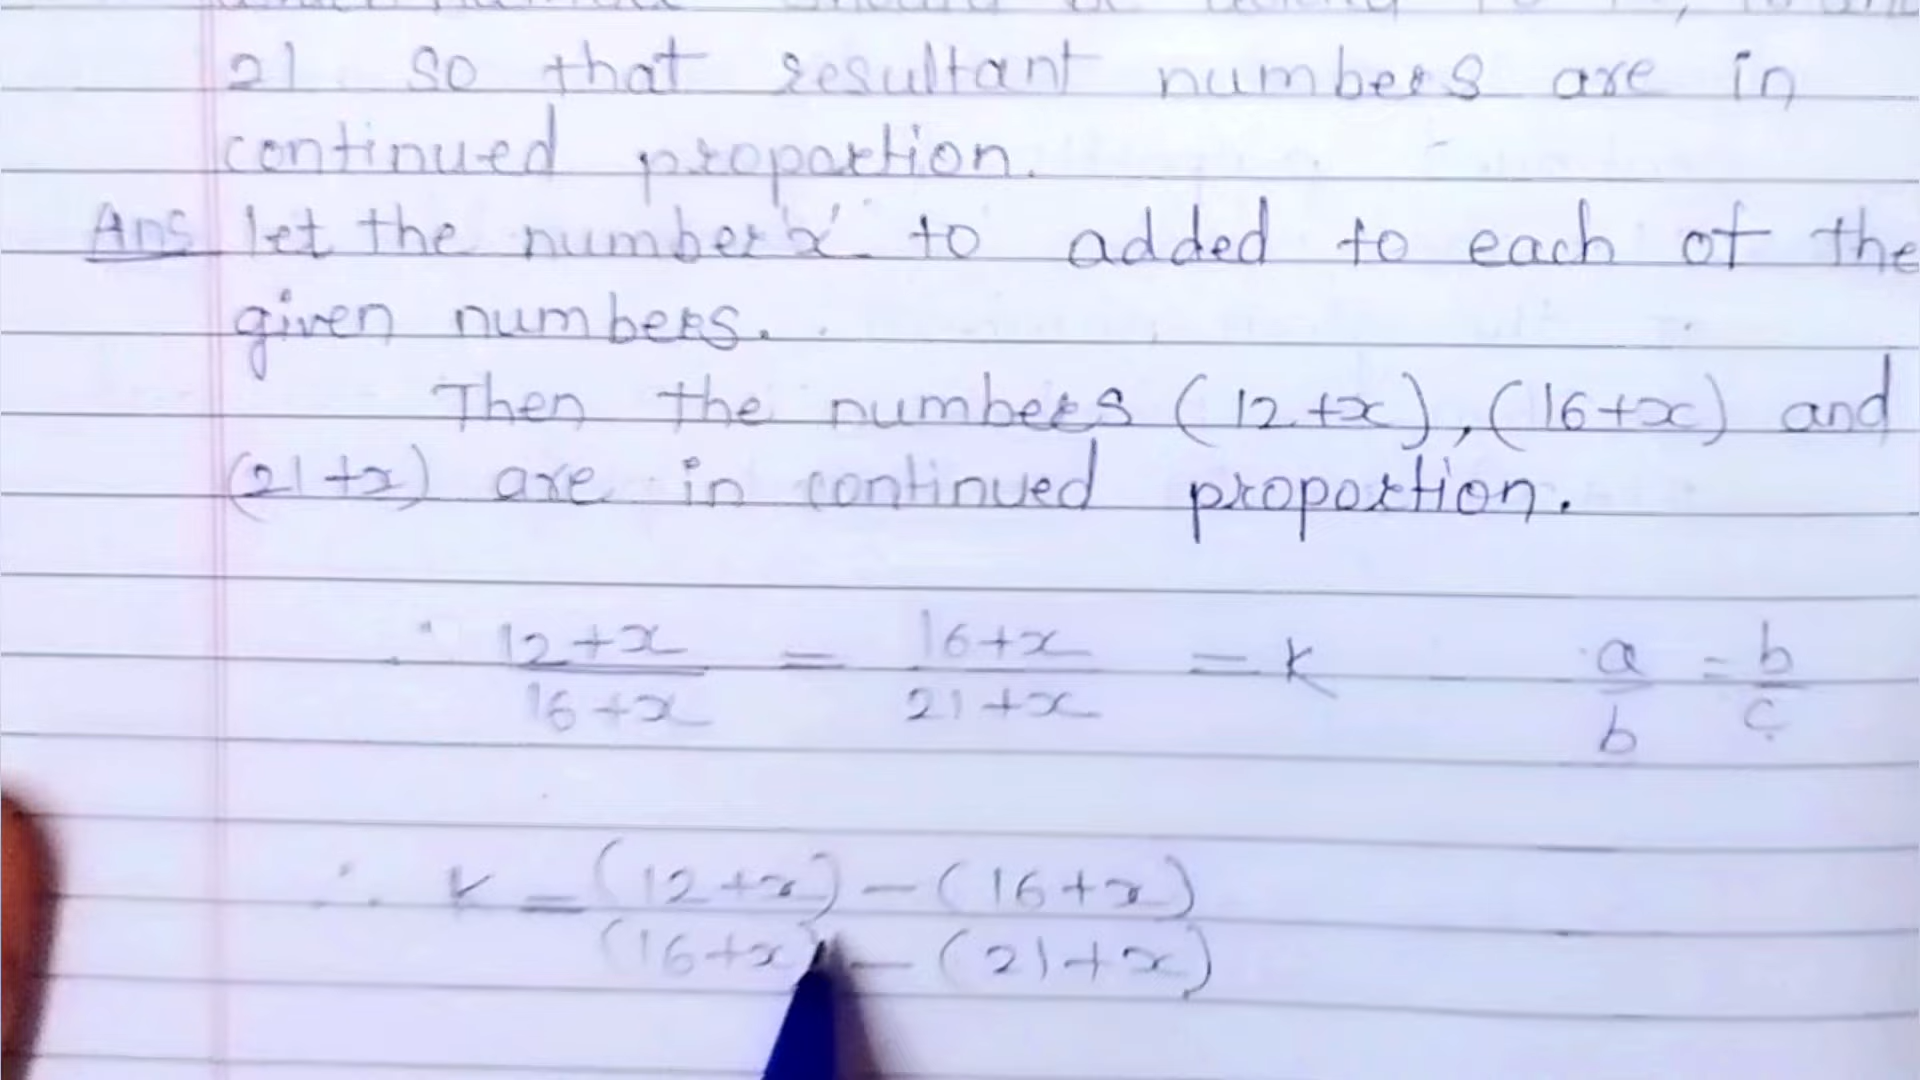 21 so that resultant numbers are in
continued proportion.
Ans let the number 'x' to added to each of the
given numbers.
Then the numbers (12+x), (16+x) and
(21+x) are in continued proportion.
∴ 12+x/16+x = 16+x/21+x = k a/b = b/c
∴ k = (12+x) - (16+x)/(16+x) - (21+x)